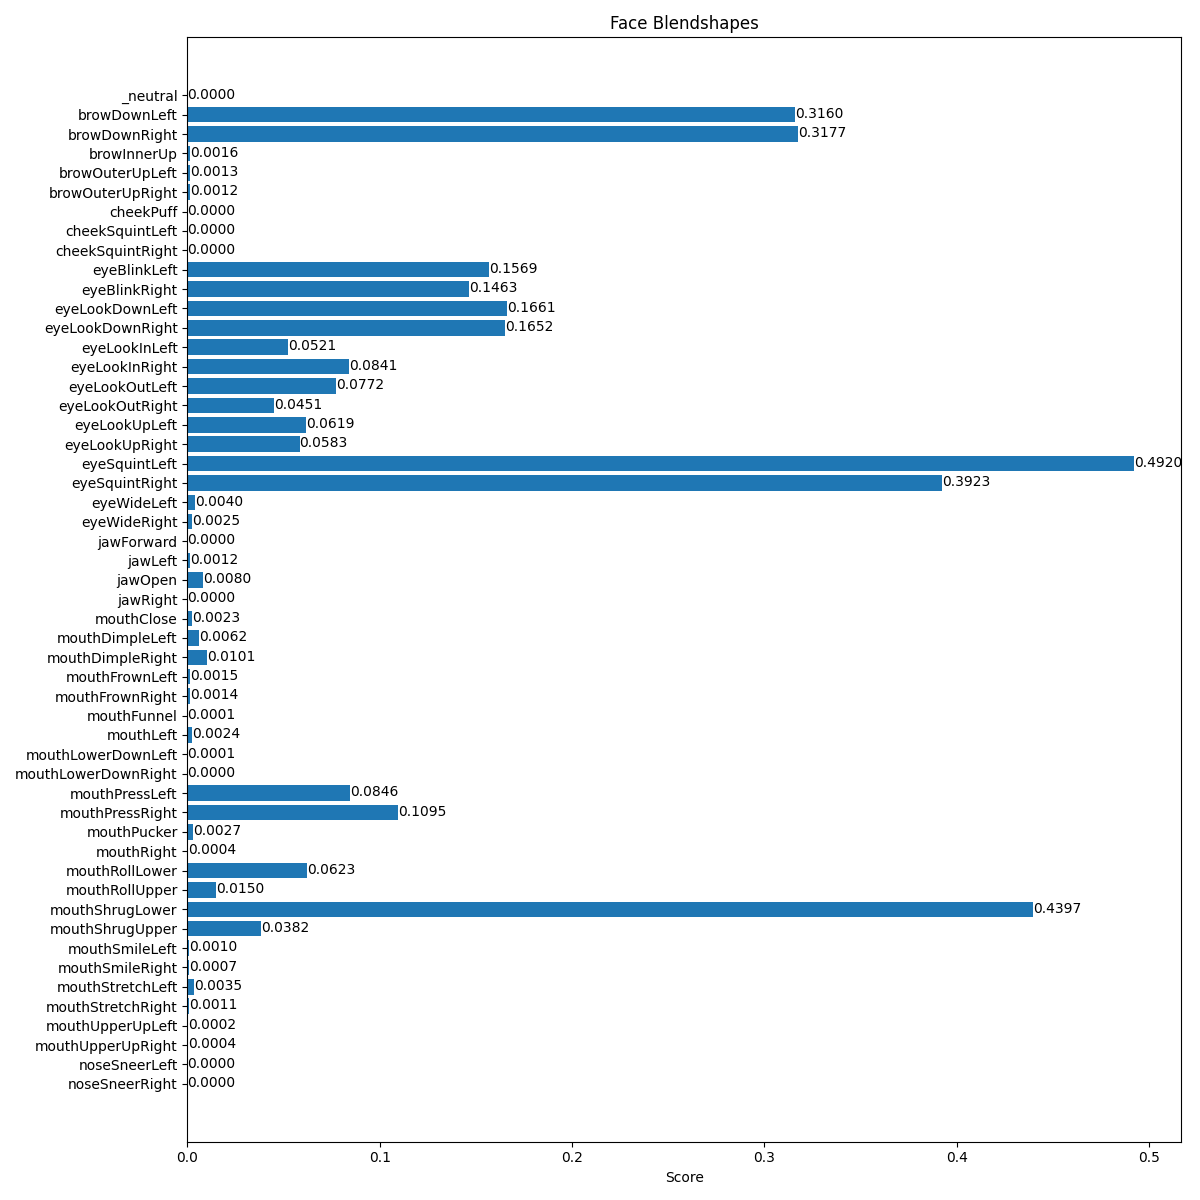 Face Blendshapes
_neutral 0.0000
browDownLeft 0.3160
browDownRight 0.3177
browInnerUp 0.0016
browOuterUpLeft 0.0013
browOuterUpRight 0.0012
cheekPuff 0.0000
cheekSquintLeft 0.0000
cheekSquintRight 0.0000
eyeBlinkLeft 0.1569
eyeBlinkRight 0.1463
eyeLookDownLeft 0.1661
eyeLookDownRight 0.1652
eyeLookInLeft 0.0521
eyeLookInRight 0.0841
eyeLookOutLeft 0.0772
eyeLookOutRight 0.0451
eyeLookUpLeft 0.0619
eyeLookUpRight 0.0583
eyeSquintLeft 0.4920
eyeSquintRight 0.3923
eyeWideLeft 0.0040
eyeWideRight 0.0025
jawForward 0.0000
jawLeft 0.0012
jawOpen 0.0080
jawRight 0.0000
mouthClose 0.0023
mouthDimpleLeft 0.0062
mouthDimpleRight 0.0101
mouthFrownLeft 0.0015
mouthFrownRight 0.0014
mouthFunnel 0.0001
mouthLeft 0.0024
mouthLowerDownLeft 0.0001
mouthLowerDownRight 0.0000
mouthPressLeft 0.0846
mouthPressRight 0.1095
mouthPucker 0.0027
mouthRight 0.0004
mouthRollLower 0.0623
mouthRollUpper 0.0150
mouthShrugLower 0.4397
mouthShrugUpper 0.0382
mouthSmileLeft 0.0010
mouthSmileRight 0.0007
mouthStretchLeft 0.0035
mouthStretchRight 0.0011
mouthUpperUpLeft 0.0002
mouthUpperUpRight 0.0004
noseSneerLeft 0.0000
noseSneerRight 0.0000
0.0 0.1 0.2 0.3 0.4 0.5
Score